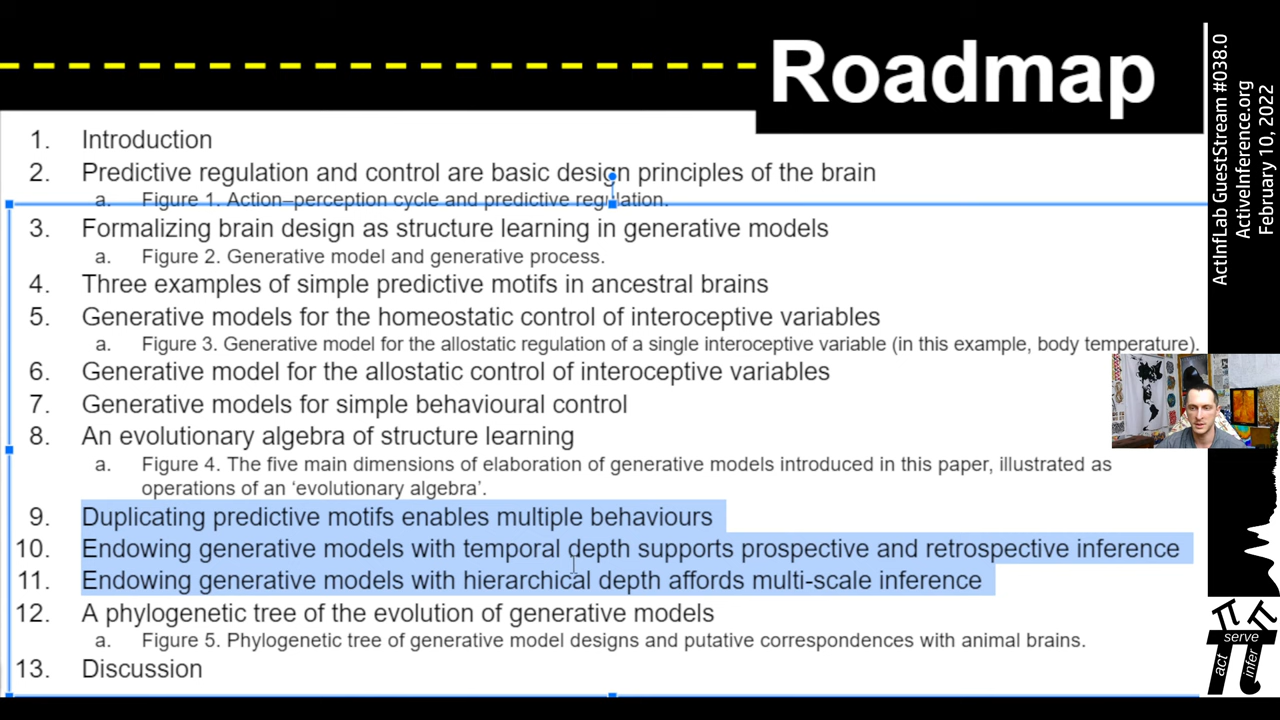 Roadmap
1. Introduction
2. Predictive regulation and control are basic design principles of the brain
a. Figure 1. Action–perception cycle and predictive regulation.
3. Formalizing brain design as structure learning in generative models
a. Figure 2. Generative model and generative process.
4. Three examples of simple predictive motifs in ancestral brains
5. Generative models for the homeostatic control of interoceptive variables
a. Figure 3. Generative model for the allostatic regulation of a single interoceptive variable (in this example, body temperature).
6. Generative model for the allostatic control of interoceptive variables
7. Generative models for simple behavioural control
8. An evolutionary algebra of structure learning
a. Figure 4. The five main dimensions of elaboration of generative models introduced in this paper, illustrated as
operations of an ‘evolutionary algebra’.
9. Duplicating predictive motifs enables multiple behaviours
10. Endowing generative models with temporal depth supports prospective and retrospective inference
11. Endowing generative models with hierarchical depth affords multi-scale inference
12. A phylogenetic tree of the evolution of generative models
a. Figure 5. Phylogenetic tree of generative model designs and putative correspondences with animal brains.
13. Discussion
ActInfLab GuestStream #038.0
ActiveInference.org
February 10, 2022
serve
act
infer